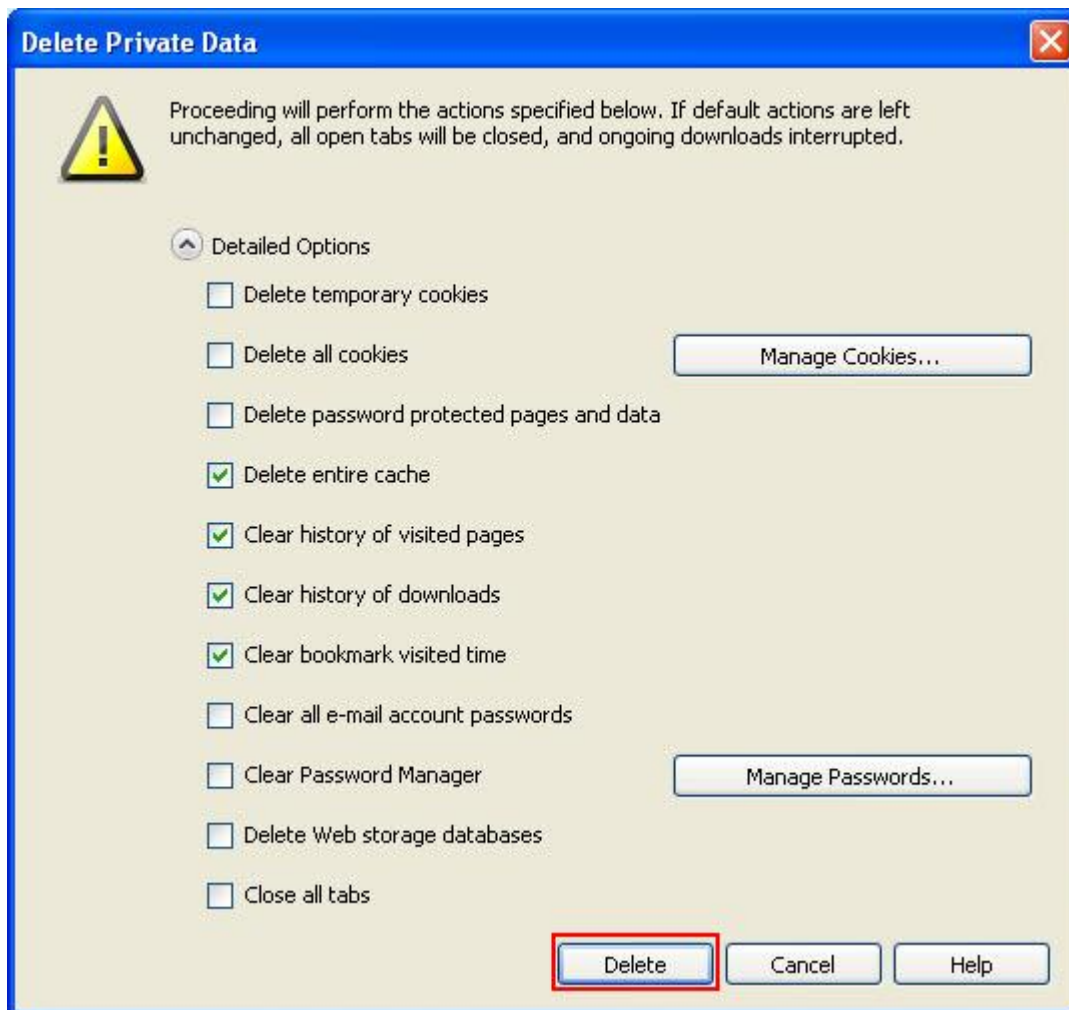 Delete Private Data
Proceeding will perform the actions specified below. If default actions are left
unchanged, all open tabs will be closed, and ongoing downloads interrupted.
Detailed Options
Delete temporary cookies
Delete all cookies
Manage Cookies...
Delete password protected pages and data
Delete entire cache
Clear history of visited pages
Clear history of downloads
Clear bookmark visited time
Clear all e-mail account passwords
Clear Password Manager
Manage Passwords...
Delete Web storage databases
Close all tabs
Delete
Cancel
Help